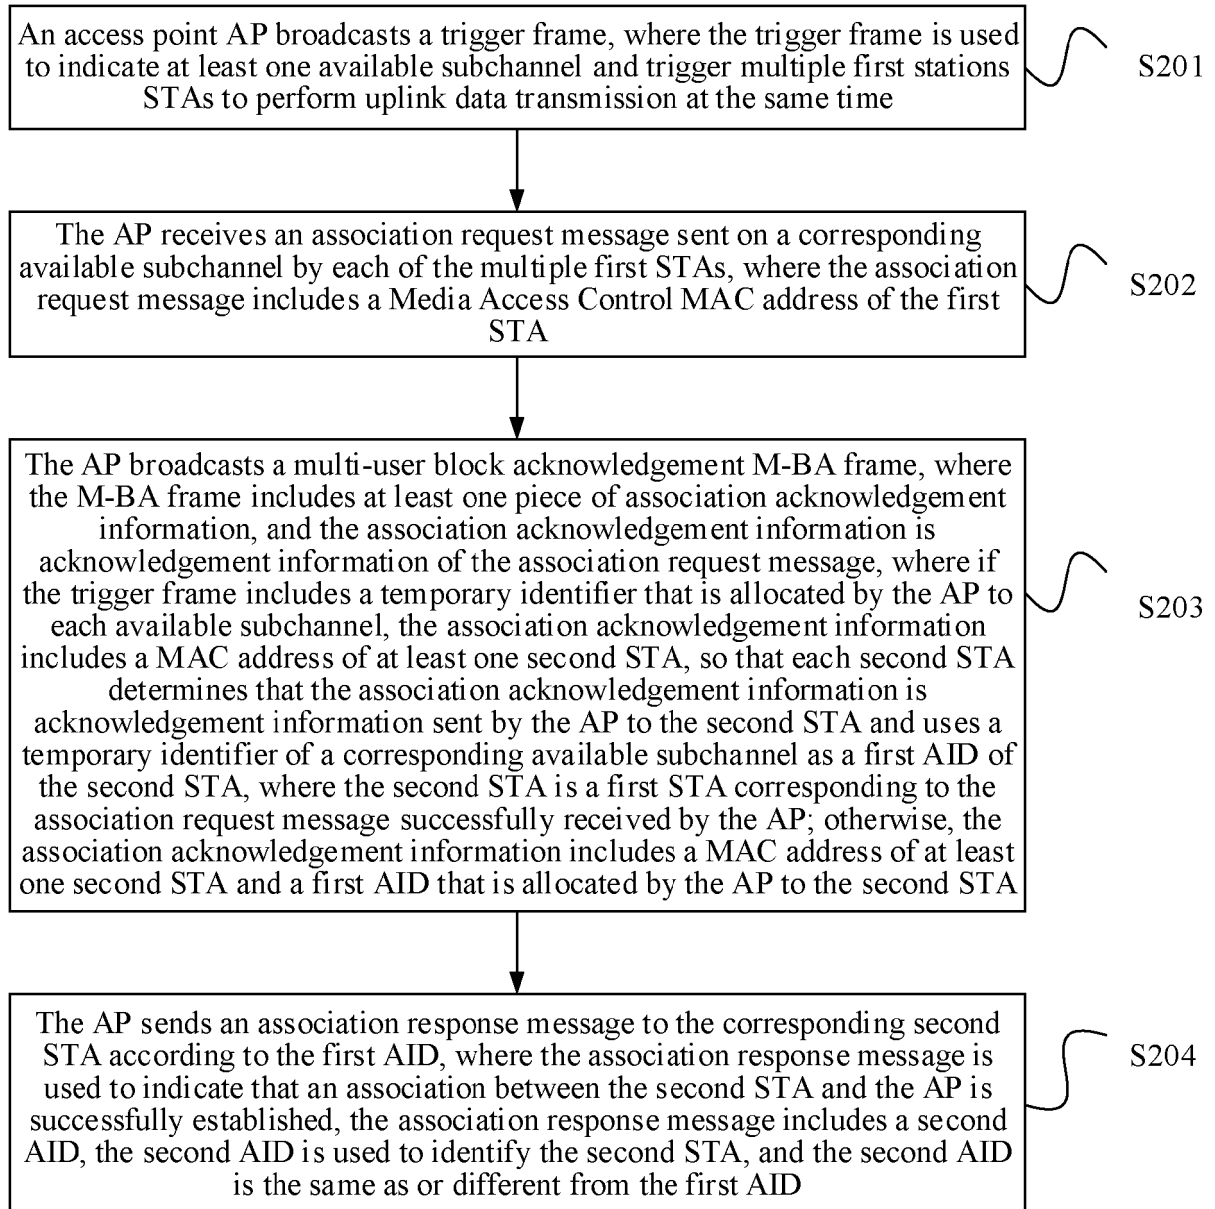 An access point AP broadcasts a trigger frame, where the trigger frame is used
to indicate at least one available subchannel and trigger multiple first stations
STAs to perform uplink data transmission at the same time
S201
The AP receives an association request message sent on a corresponding
available subchannel by each of the multiple first STAs, where the association
request message includes a Media Access Control MAC address of the first
STA
S202
The AP broadcasts a multi-user block acknowledgement M-BA frame, where
the M-BA frame includes at least one piece of association acknowledgement
information, and the association acknowledgement information is
acknowledgement information of the association request message, where if
the trigger frame includes a temporary identifier that is allocated by the AP to
each available subchannel, the association acknowledgement information
includes a MAC address of at least one second STA, so that each second STA
determines that the association acknowledgement information is
acknowledgement information sent by the AP to the second STA and uses a
temporary identifier of a corresponding available subchannel as a first AID of
the second STA, where the second STA is a first STA corresponding to the
association request message successfully received by the AP; otherwise, the
association acknowledgement information includes a MAC address of at least
one second STA and a first AID that is allocated by the AP to the second STA
S203
The AP sends an association response message to the corresponding second
STA according to the first AID, where the association response message is
used to indicate that an association between the second STA and the AP is
successfully established, the association response message includes a second
AID, the second AID is used to identify the second STA, and the second AID
is the same as or different from the first AID
S204